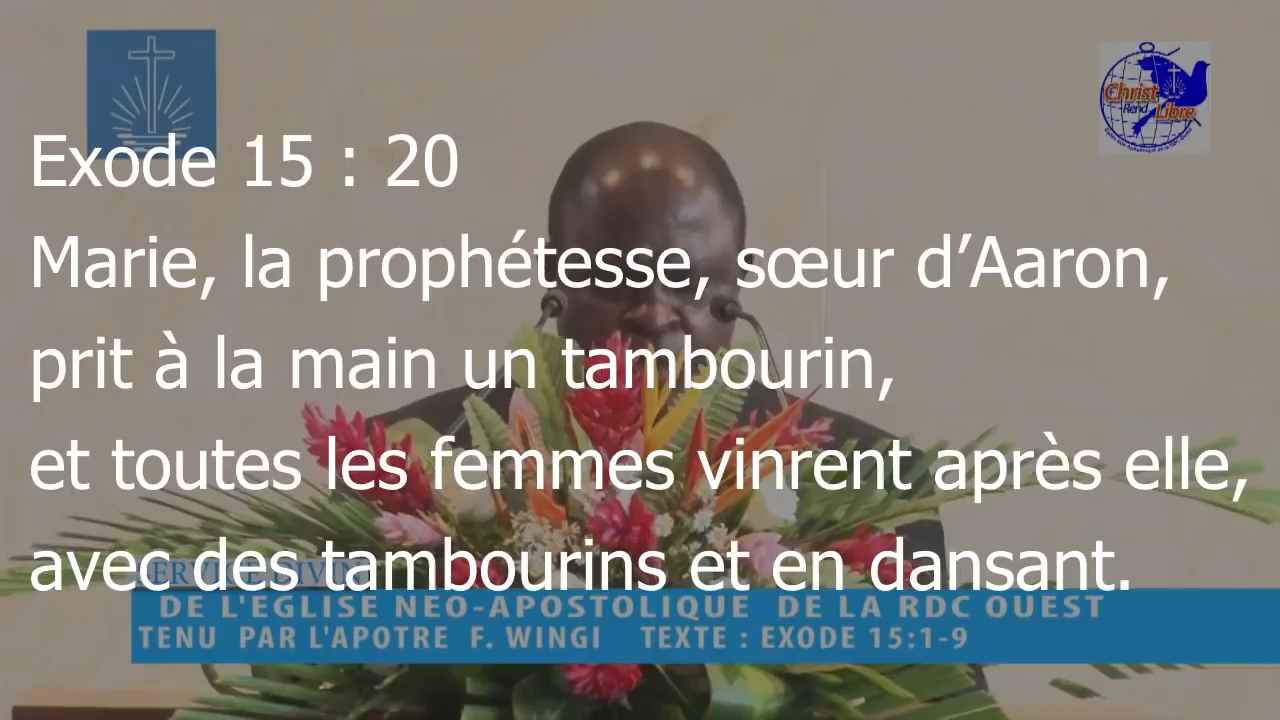 Christ
Rend
Libre
Exode 15 : 20
Marie, la prophétesse, sœur d’Aaron,
prit à la main un tambourin,
et toutes les femmes vinrent après elle,
avec des tambourins et en dansant.
SERVICE DIVIN
DE L'EGLISE NEO-APOSTOLIQUE DE LA RDC OUEST
TENU PAR L'APOTRE F. WINGI TEXTE : EXODE 15:1-9